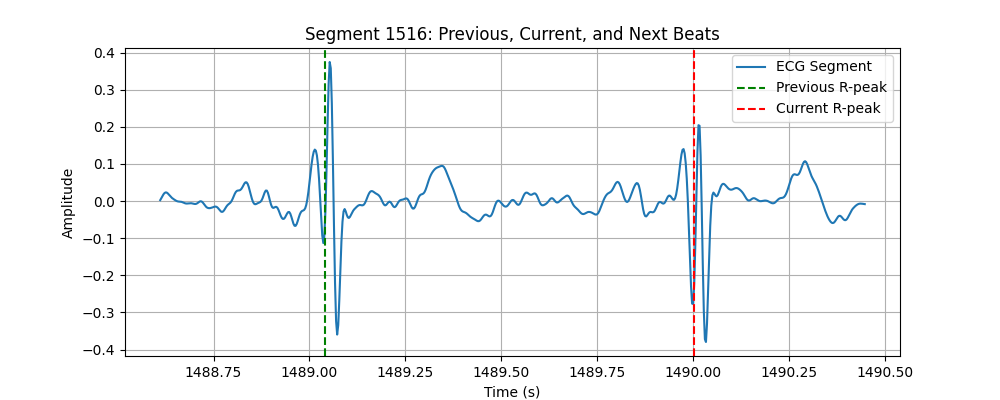 Segment 1516: Previous, Current, and Next Beats
ECG Segment
Previous R-peak
Current R-peak
Amplitude
0.4
0.3
0.2
0.1
0.0
−0.1
−0.2
−0.3
−0.4
1488.75
1489.00
1489.25
1489.50
1489.75
1490.00
1490.25
1490.50
Time (s)